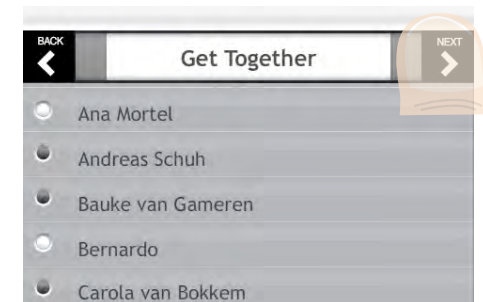 BACK
Get Together
NEXT
Ana Mortel
Andreas Schuh
Bauke van Gameren
Bernardo
Carola van Bokkem